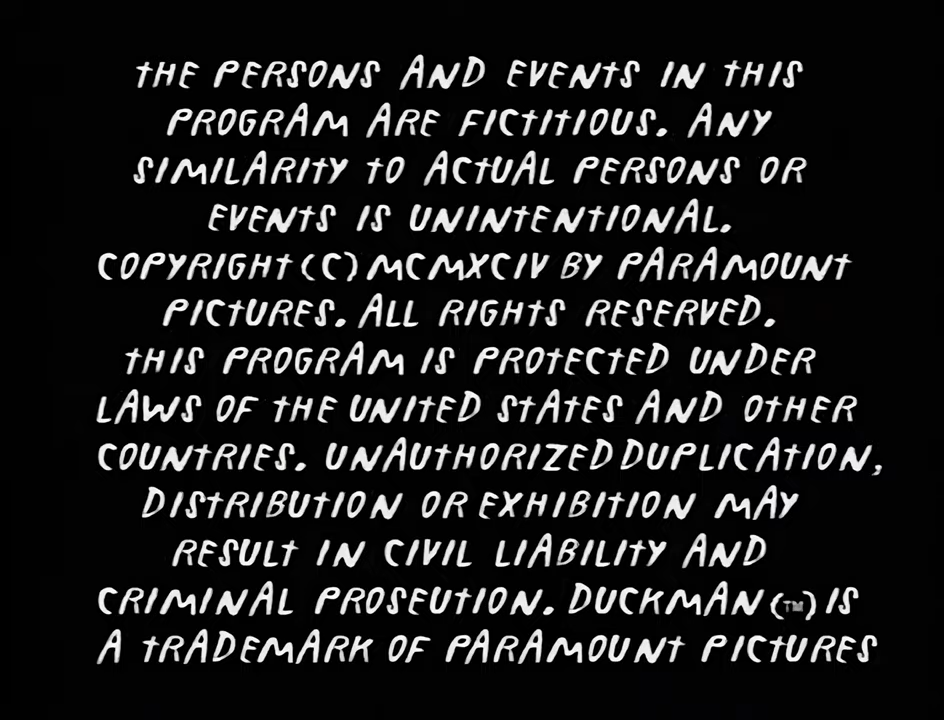 THE PERSONS AND EVENTS IN THIS
PROGRAM ARE FICTITIOUS. ANY
SIMILARITY TO ACTUAL PERSONS OR
EVENTS IS UNINTENTIONAL.
COPYRIGHT (C) MCMXCIV BY PARAMOUNT
PICTURES. ALL RIGHTS RESERVED.
THIS PROGRAM IS PROTECTED UNDER
LAWS OF THE UNITED STATES AND OTHER
COUNTRIES. UNAUTHORIZED DUPLICATION,
DISTRIBUTION OR EXHIBITION MAY
RESULT IN CIVIL LIABILITY AND
CRIMINAL PROSEUTION. DUCKMAN (TM) IS
A TRADEMARK OF PARAMOUNT PICTURES